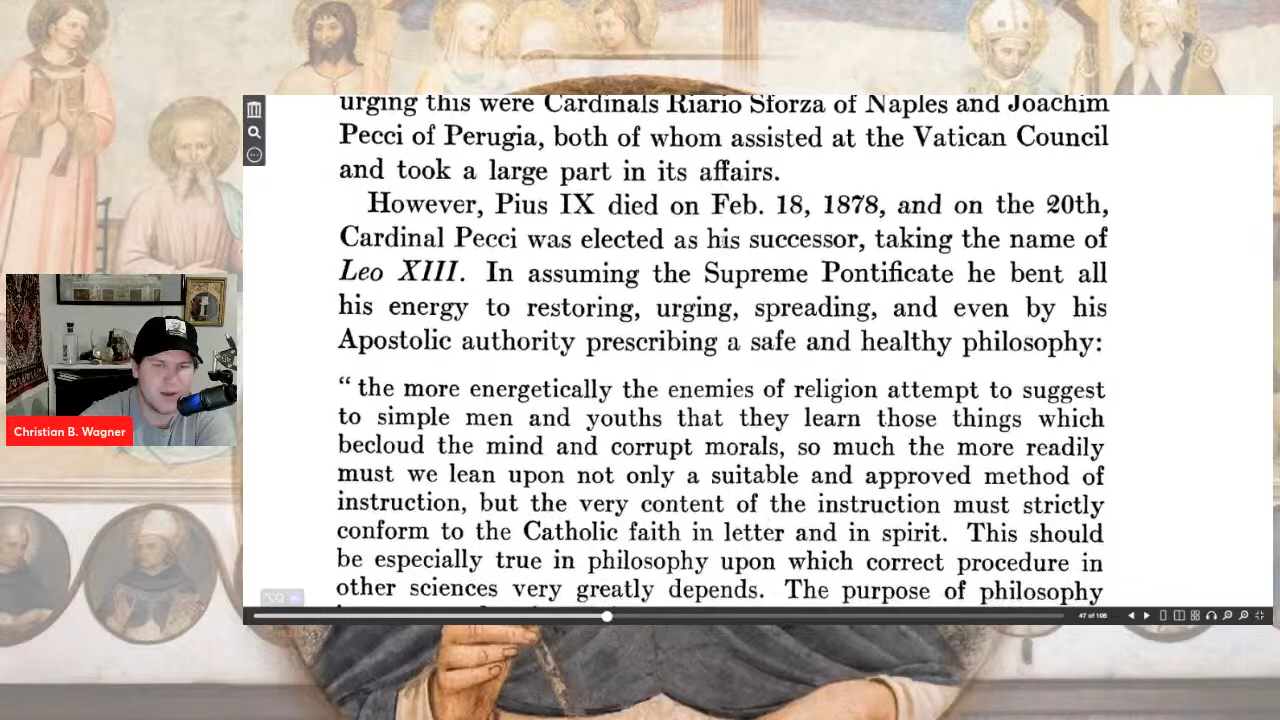 urging this were Cardinals Riario Sforza of Naples and Joachim
Pecci of Perugia, both of whom assisted at the Vatican Council
and took a large part in its affairs.
However, Pius IX died on Feb. 18, 1878, and on the 20th,
Cardinal Pecci was elected as his successor, taking the name of
Leo XIII. In assuming the Supreme Pontificate he bent all
his energy to restoring, urging, spreading, and even by his
Apostolic authority prescribing a safe and healthy philosophy:
“ the more energetically the enemies of religion attempt to suggest
to simple men and youths that they learn those things which
becloud the mind and corrupt morals, so much the more readily
must we lean upon not only a suitable and approved method of
instruction, but the very content of the instruction must strictly
conform to the Catholic faith in letter and in spirit. This should
be especially true in philosophy upon which correct procedure in
other sciences very greatly depends. The purpose of philosophy
47 of 108
Christian B. Wagner